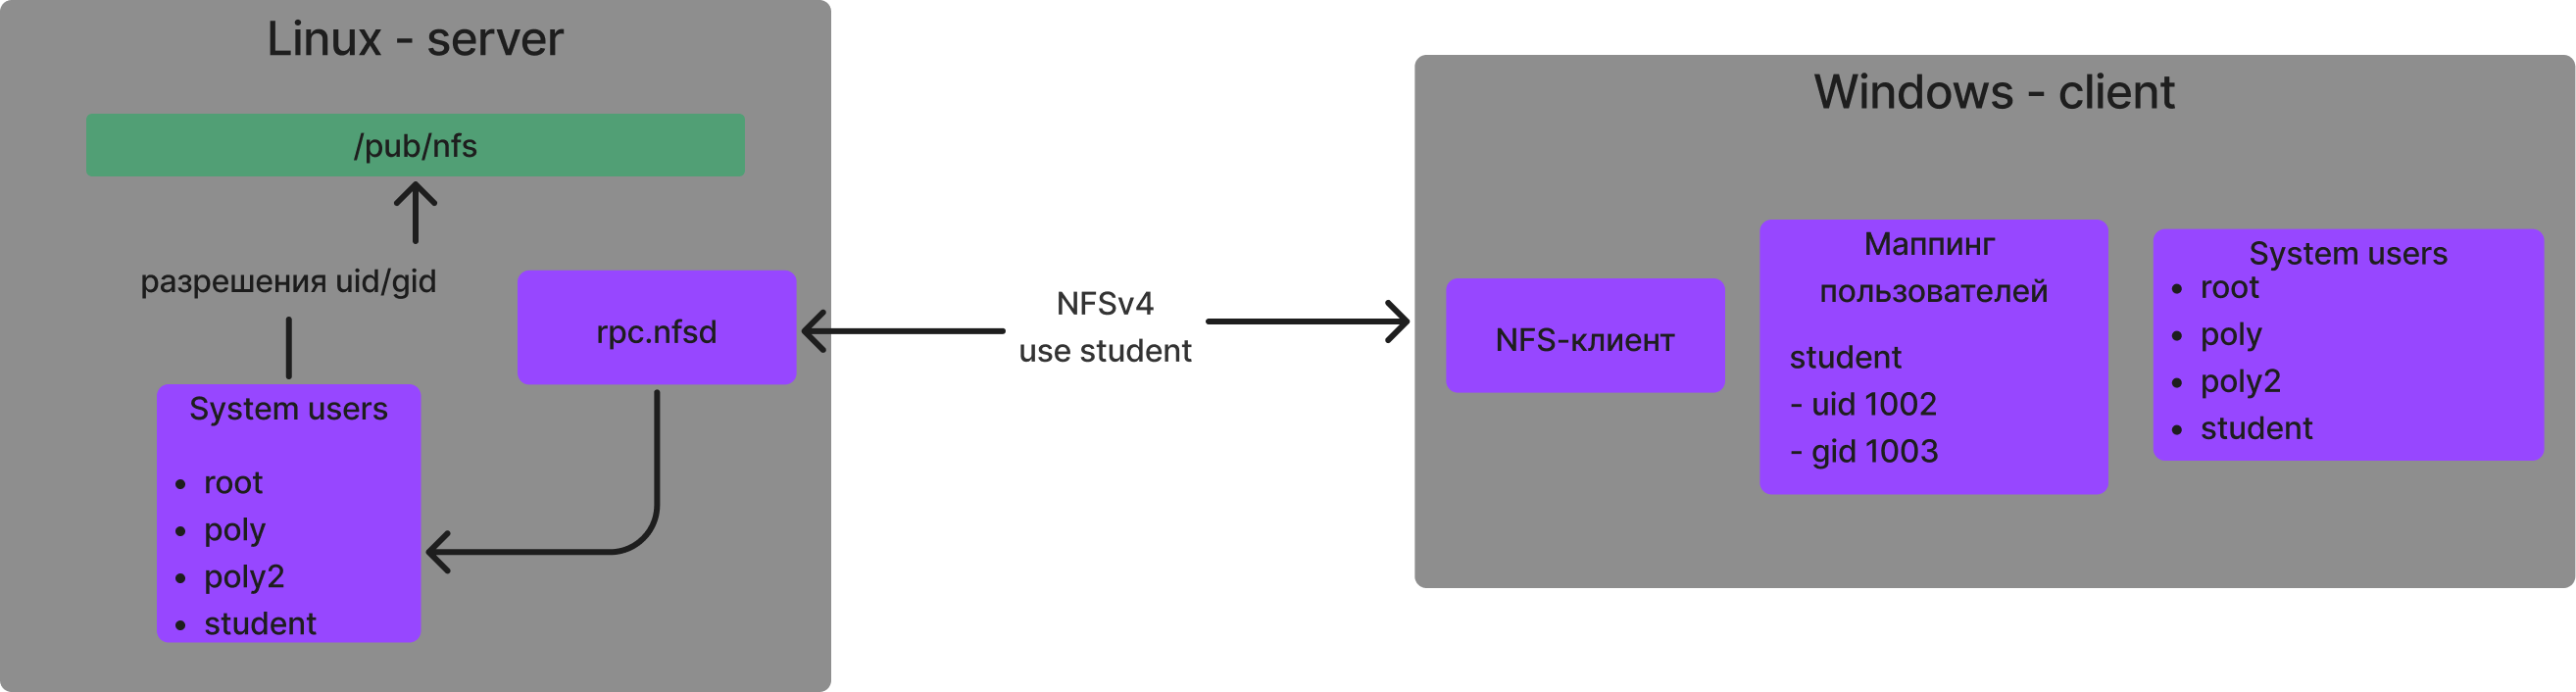 Linux - server
/pub/nfs
разрешения uid/gid
rpc.nfsd
System users
• root
• poly
• poly2
• student
NFSv4
use student
Windows - client
NFS-клиент
Маппинг
пользователей
student
- uid 1002
- gid 1003
System users
• root
• poly
• poly2
• student